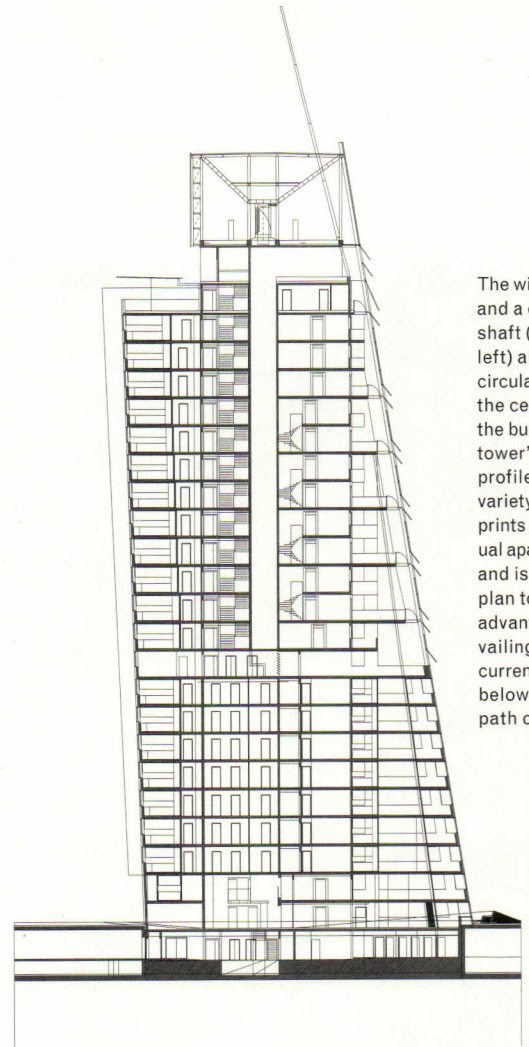 The wi
and a
shaft (
left) a
circula
the ce
the bu
tower'
profile
variety
prints
ual apa
and is
plan to
advant
vailing
curren
below
path o